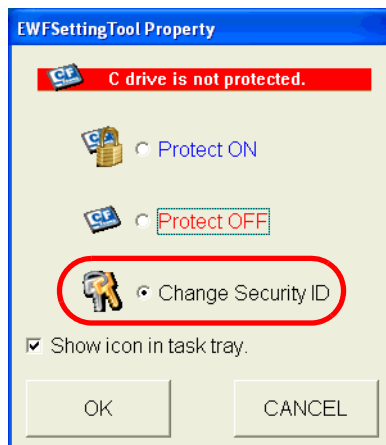 EWFSettingTool Property
C drive is not protected.
Protect ON
Protect OFF
Change Security ID
Show icon in task tray.
OK
CANCEL